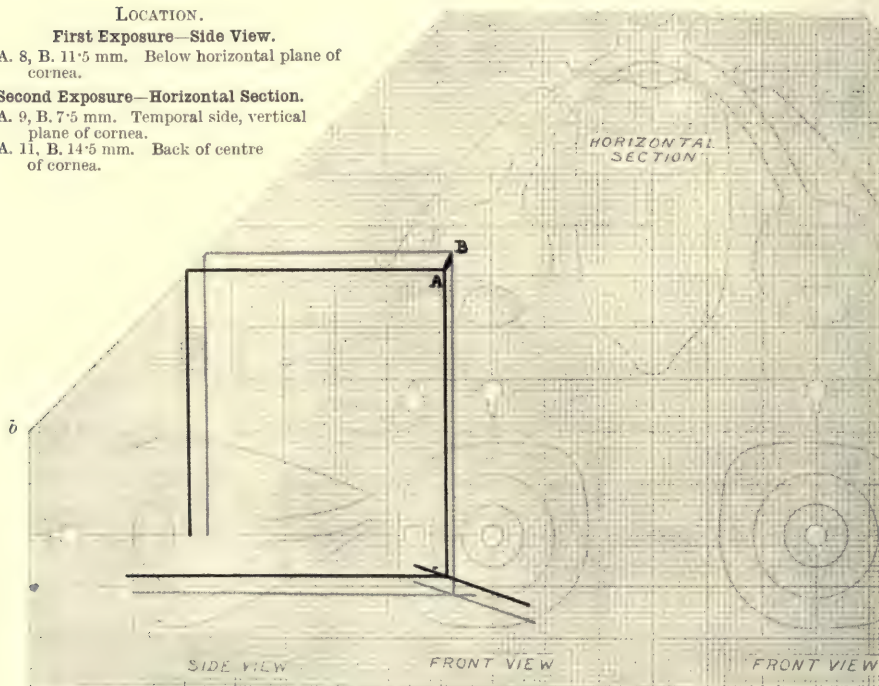 LOCATION.
First Exposure—Side View.
A. 8, B. 11·5 mm. Below horizontal plane of
cornea.
Second Exposure—Horizontal Section.
A. 9, B. 7·5 mm. Temporal side, vertical
plane of cornea.
A. 11, B. 14·5 mm. Back of centre
of cornea.
HORIZONTAL
SECTION
B
A
b
SIDE VIEW
FRONT VIEW
FRONT VIEW